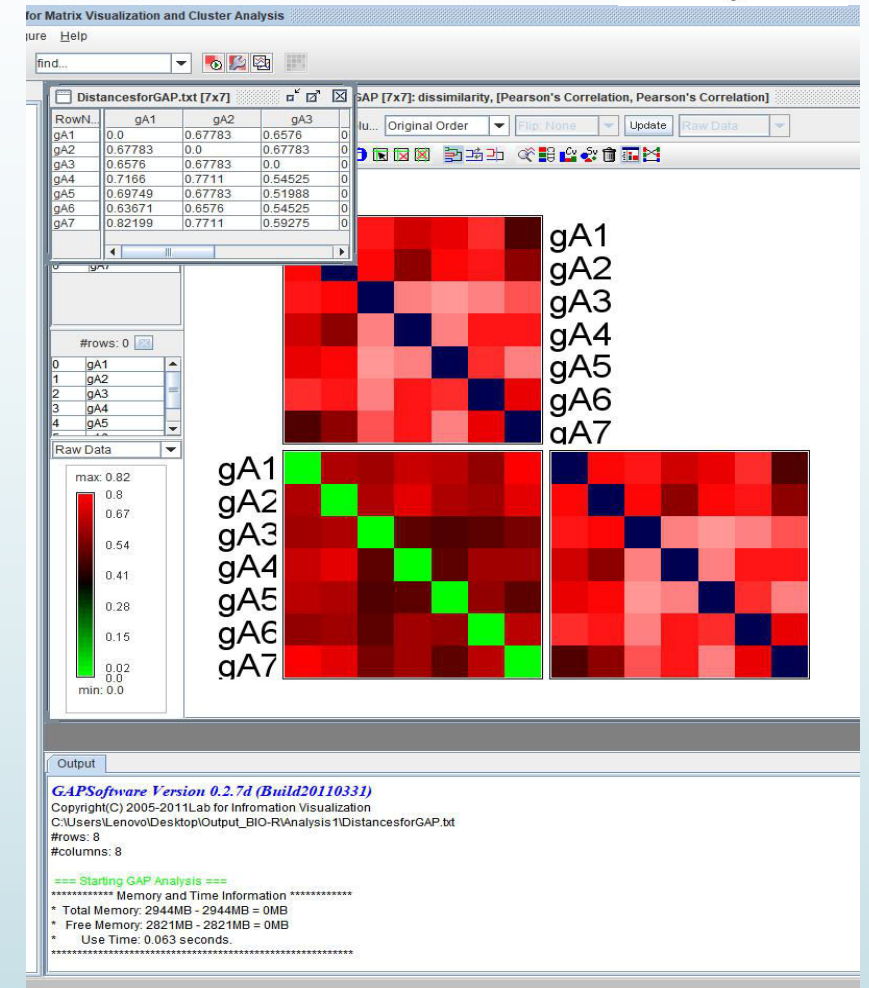 for Matrix Visualization and Cluster Analysis
ure Help
find...
DistancesforGAP.txt [7x7]
GAP [7x7]: dissimilarity, [Pearson's Correlation, Pearson's Correlation]
Original Order Flip: None Update Raw Data
RowN... gA1 gA2 gA3
gA1 0.0 0.67783 0.6576 0
gA2 0.67783 0.0 0.67783 0
gA3 0.6576 0.67783 0.0 0
gA4 0.7166 0.7711 0.54525 0
gA5 0.69749 0.67783 0.51988 0
gA6 0.63671 0.6576 0.54525 0
gA7 0.82199 0.7711 0.59275 0
gA7
gA1
gA2
gA3
gA4
gA5
gA6
gA7
#rows: 0
0 gA1
1 gA2
2 gA3
3 gA4
4 gA5
Raw Data
max: 0.82
0.8
0.67
0.54
0.41
0.28
0.15
0.02
0.0
min: 0.0
gA1
gA2
gA3
gA4
gA5
gA6
gA7
Output
GAPSoftware Version 0.2.7d (Build20110331)
Copyright(C) 2005-2011Lab for Infromation Visualization
C:\Users\Lenovo\Desktop\Output_BIO-R\Analysis1\DistancesforGAP.txt
#rows: 8
#columns: 8
=== Starting GAP Analysis ===
************ Memory and Time Information ************
* Total Memory: 2944MB - 2944MB = 0MB
* Free Memory: 2821MB - 2821MB = 0MB
* Use Time: 0.063 seconds.
**********************************************************